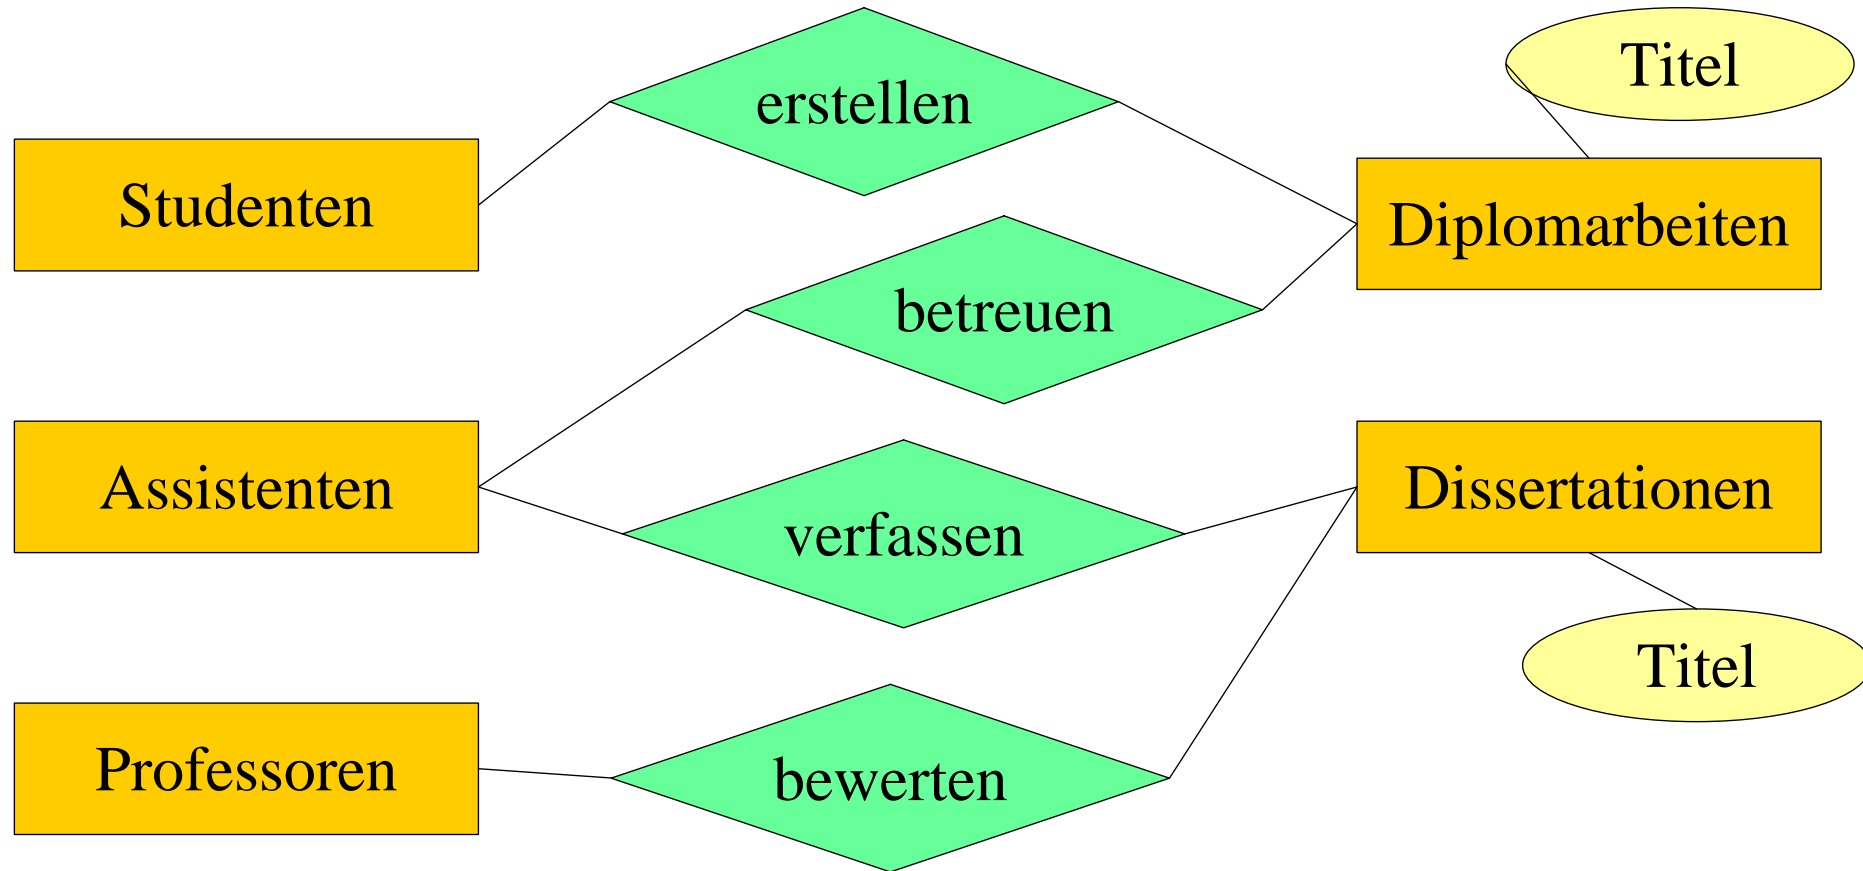 erstellen
Titel
Studenten
Diplomarbeiten
betreuen
Assistenten
Dissertationen
verfassen
Titel
Professoren
bewerten